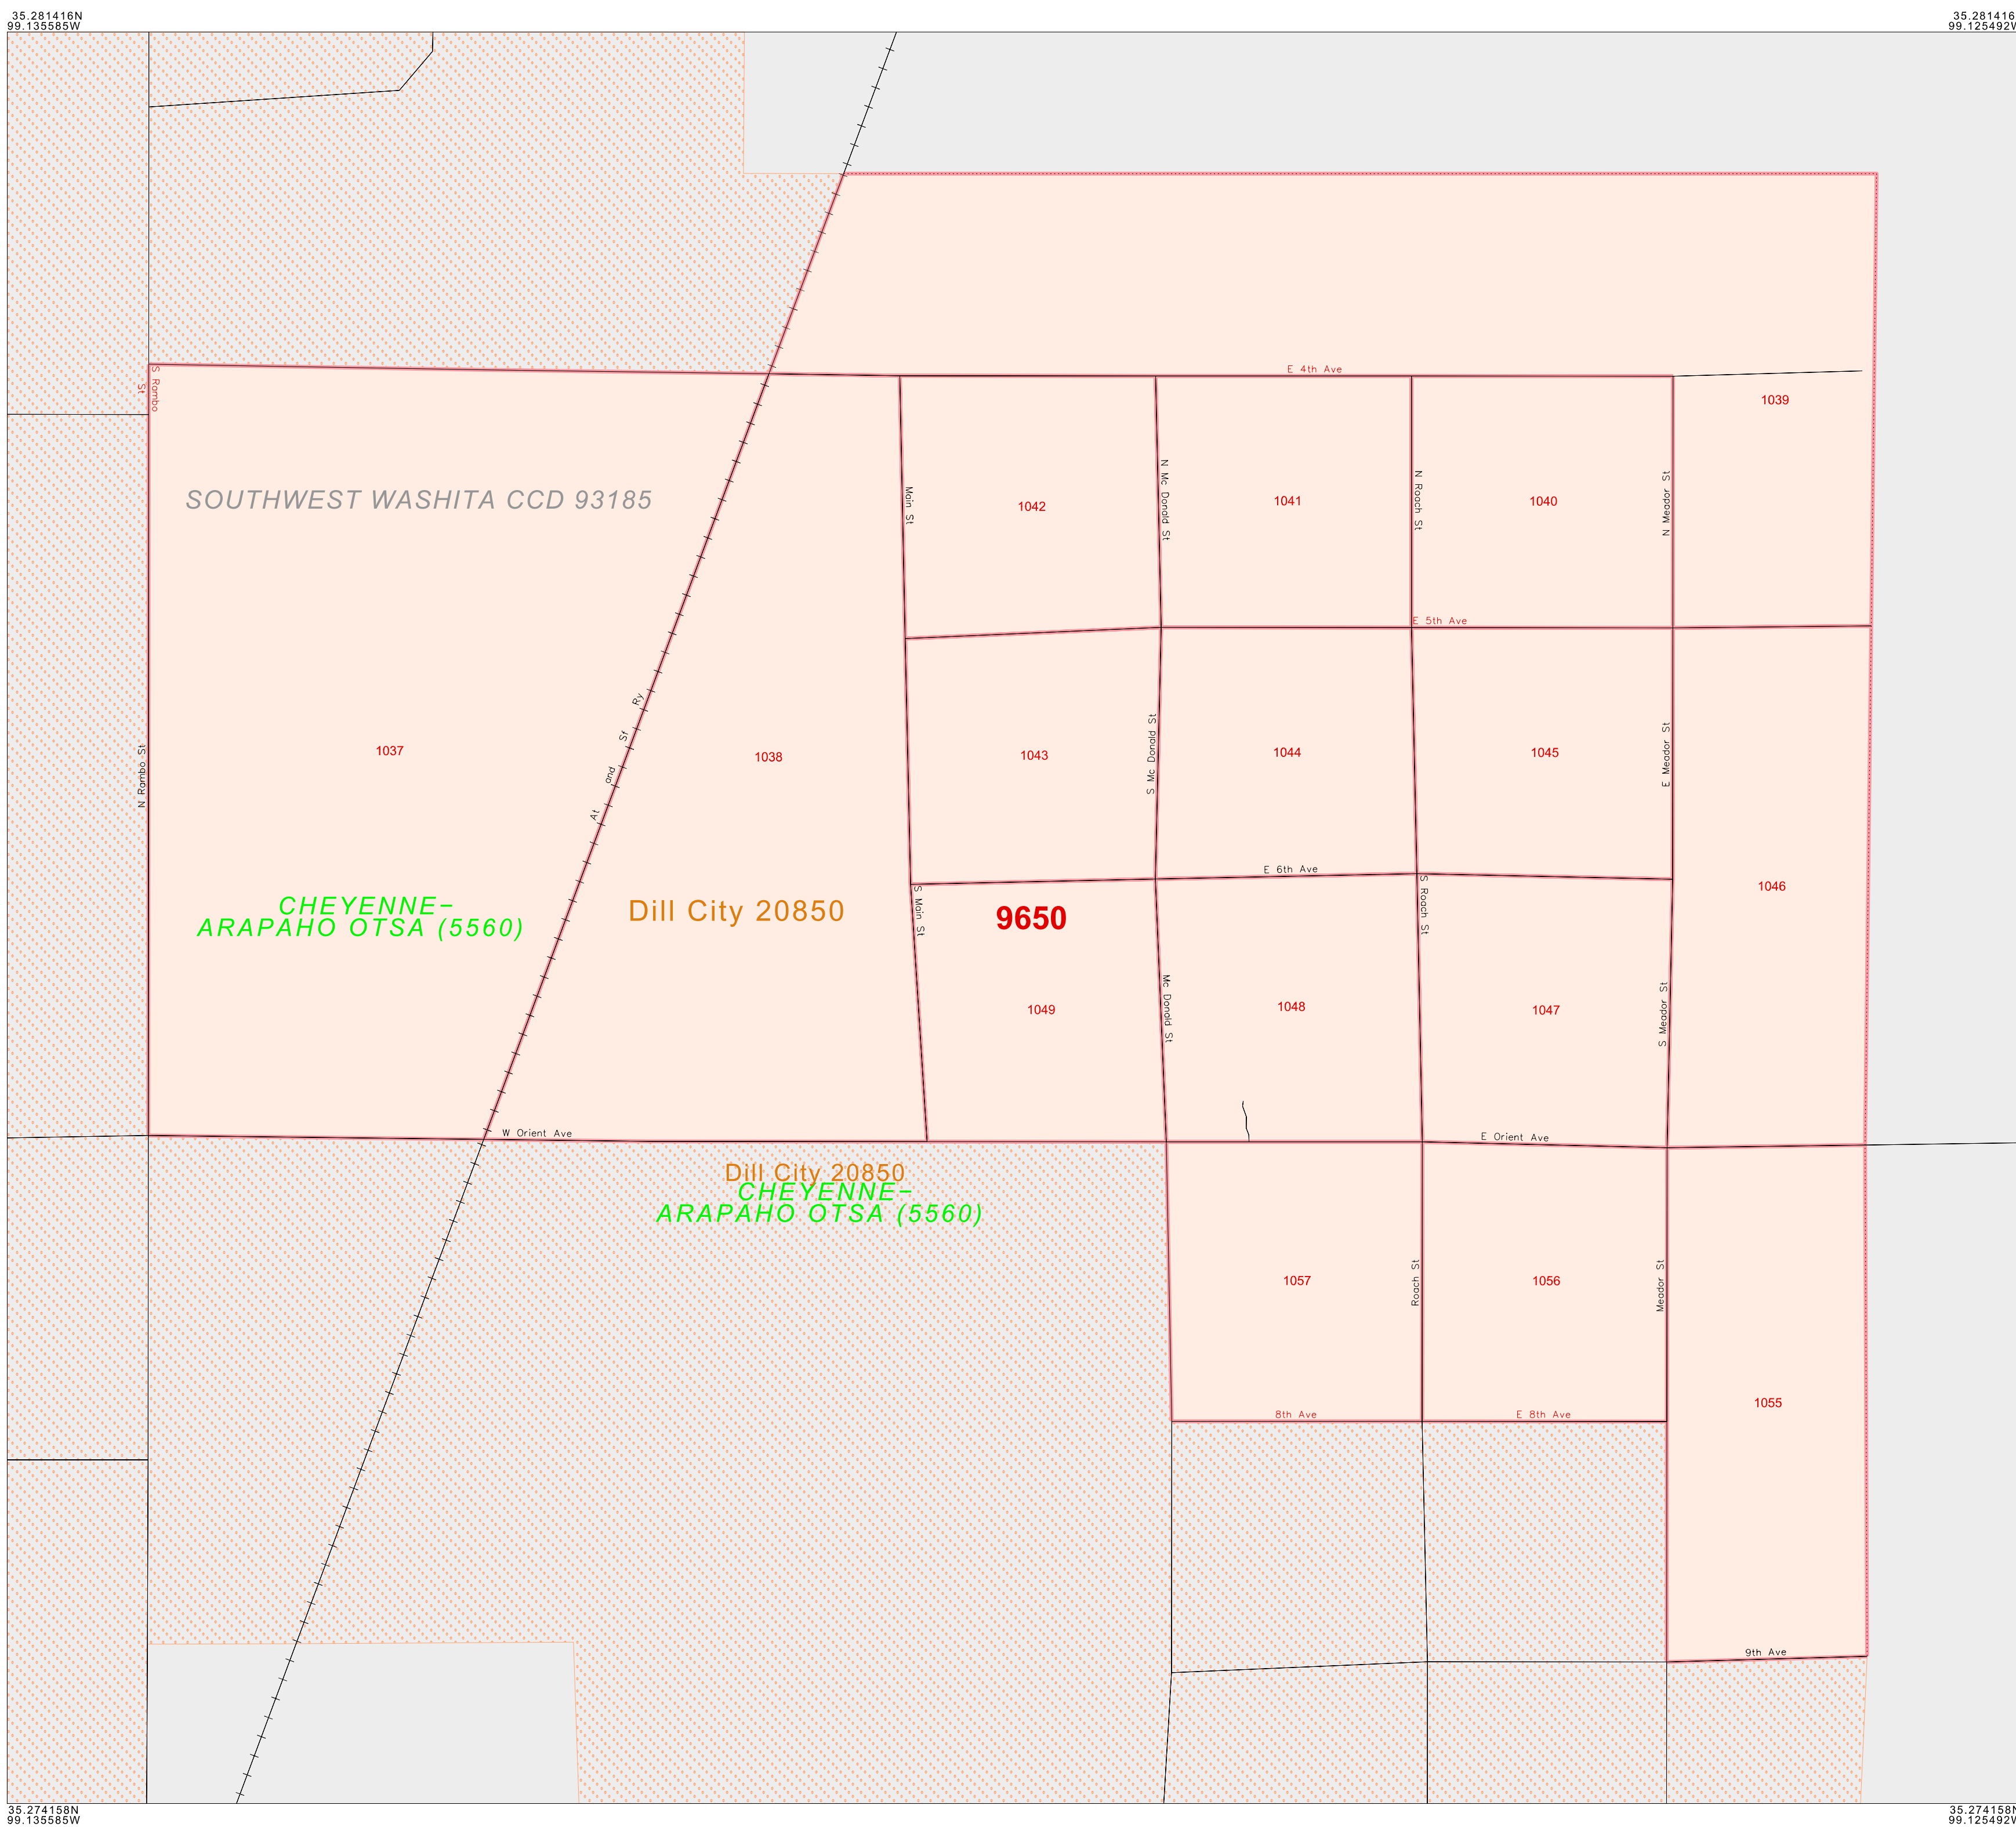 35.281416N
99.135585W
35.281416
99.125492W
S Rambo
St
E 4th Ave
1039
SOUTHWEST WASHITA CCD 93185
Main St
1042
N Mc Donald St
1041
N Roach St
1040
N Meador St
E 5th Ave
1037
N Rambo St
At and Sf Ry
1038
1043
S Mc Donald St
1044
1045
E Meador St
E 6th Ave
1046
CHEYENNE-
ARAPAHO OTSA (5560)
Dill City 20850
S Main St
9650
S Roach St
1049
Mc Donald St
1048
1047
S Meador St
W Orient Ave
E Orient Ave
Dill City 20850
CHEYENNE-
ARAPAHO OTSA (5560)
1057
Roach St
1056
Meador St
8th Ave
E 8th Ave
1055
9th Ave
35.274158N
99.135585W
35.274158N
99.125492W